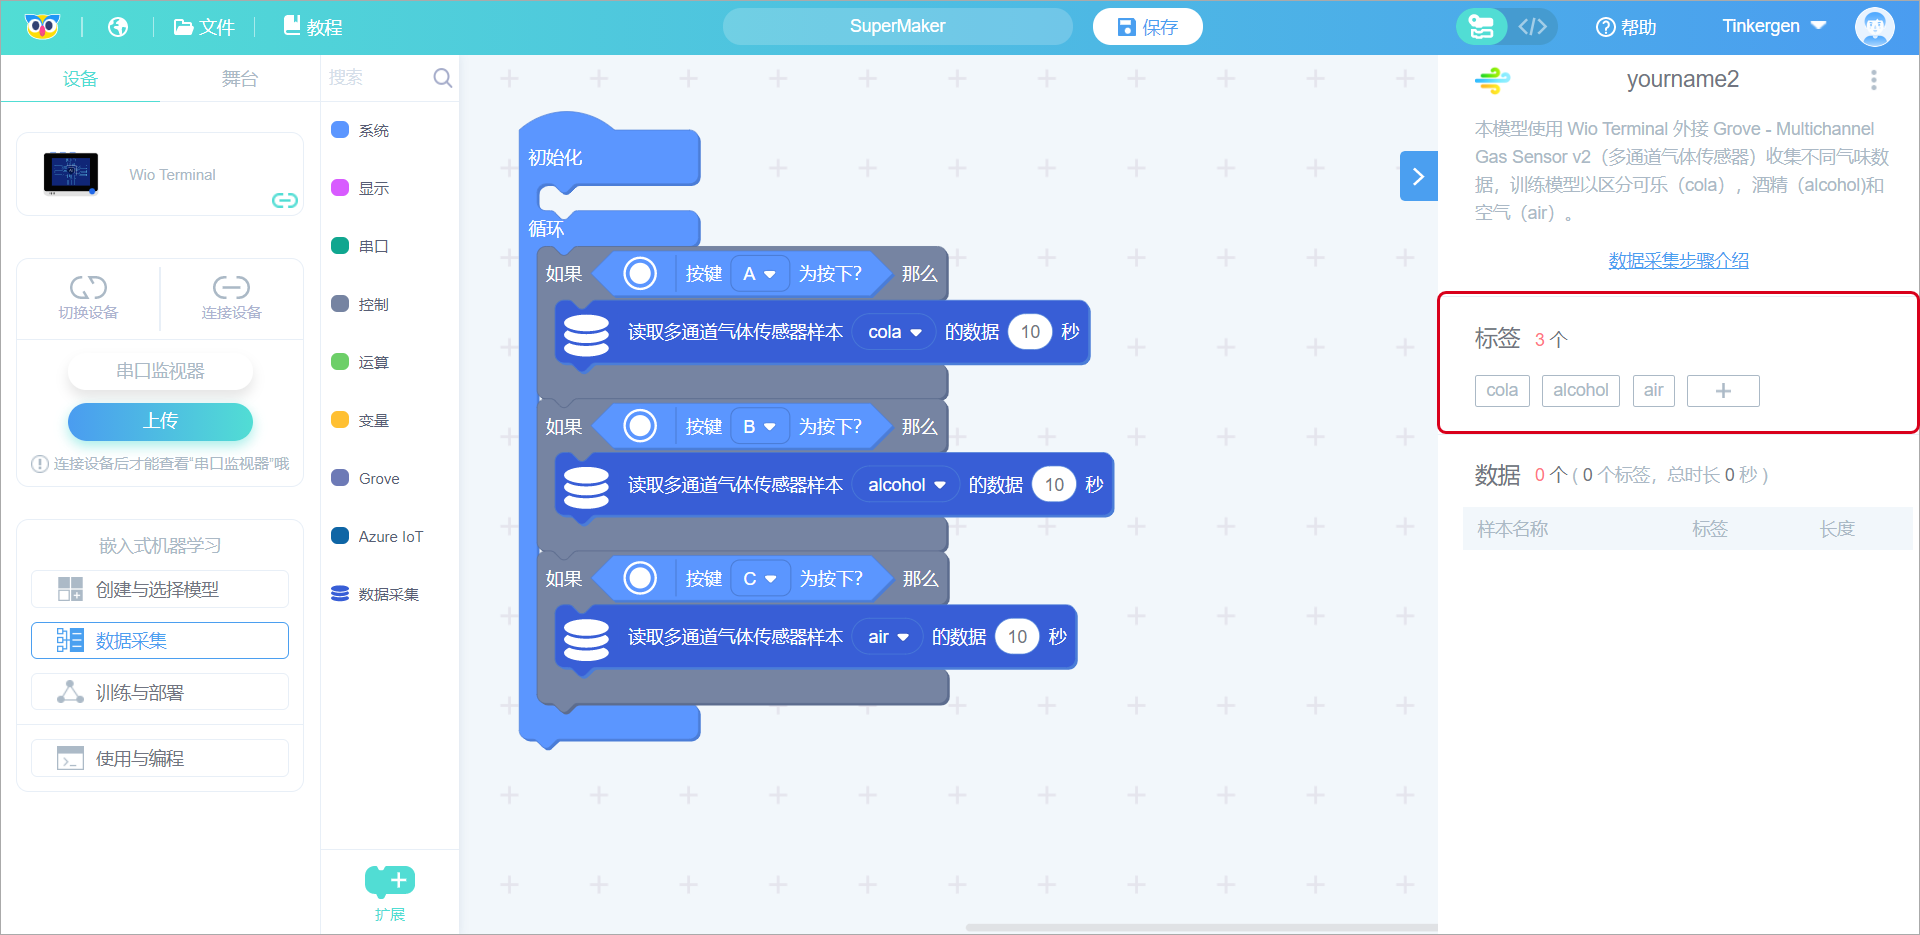 文件
教程
SuperMaker
保存
</>
帮助
Tinkergen
设备
舞台
搜索
Wio Terminal
切换设备
连接设备
串口监视器
上传
连接设备后才能查看“串口监视器”哦
嵌入式机器学习
创建与选择模型
数据采集
训练与部署
使用与编程
系统
显示
串口
控制
运算
变量
Grove
Azure IoT
数据采集
扩展
初始化
循环
如果 按键 A 为按下? 那么
读取多通道气体传感器样本 cola 的数据 10 秒
如果 按键 B 为按下? 那么
读取多通道气体传感器样本 alcohol 的数据 10 秒
如果 按键 C 为按下? 那么
读取多通道气体传感器样本 air 的数据 10 秒
yourname2
本模型使用 Wio Terminal 外接 Grove - Multichannel
Gas Sensor v2（多通道气体传感器）收集不同气味数
据，训练模型以区分可乐（cola），酒精（alcohol)和
空气（air）。
数据采集步骤介绍
标签 3 个
cola alcohol air +
数据 0 个 ( 0 个标签，总时长 0 秒 )
样本名称 标签 长度